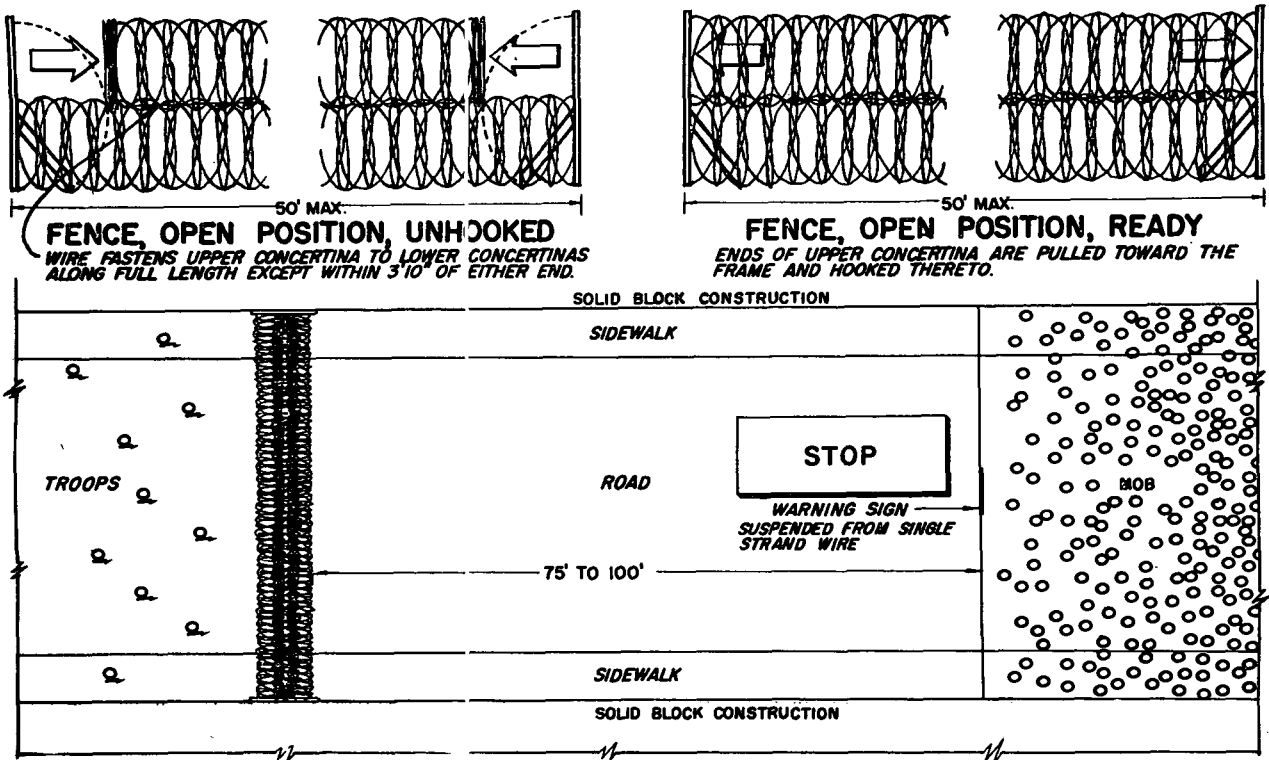 50' MAX.
FENCE, OPEN POSITION, UNHOOKED
WIRE FASTENS UPPER CONCERTINA TO LOWER CONCERTINAS
ALONG FULL LENGTH EXCEPT WITHIN 3'10" OF EITHER END.
50' MAX.
FENCE, OPEN POSITION, READY
ENDS OF UPPER CONCERTINA ARE PULLED TOWARD THE
FRAME AND HOOKED THERETO.
SOLID BLOCK CONSTRUCTION
SIDEWALK
TROOPS
ROAD
STOP
WARNING SIGN
SUSPENDED FROM SINGLE
STRAND WIRE
MOB
75' TO 100'
SIDEWALK
SOLID BLOCK CONSTRUCTION